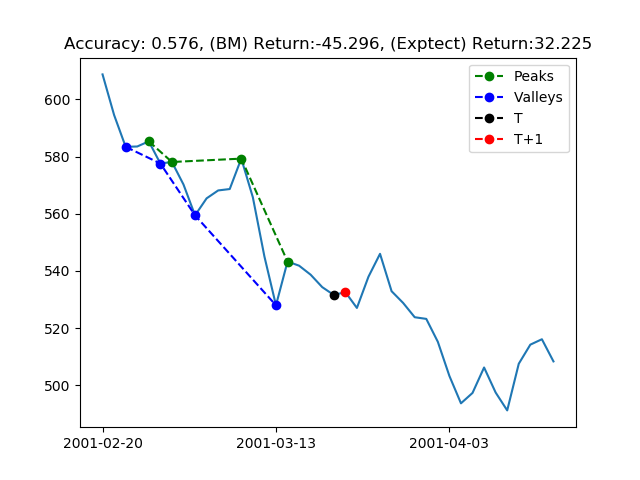 Accuracy: 0.576, (BM) Return:-45.296, (Exptect) Return:32.225
Peaks
Valleys
T
T+1
600
580
560
540
520
500
2001-02-20
2001-03-13
2001-04-03